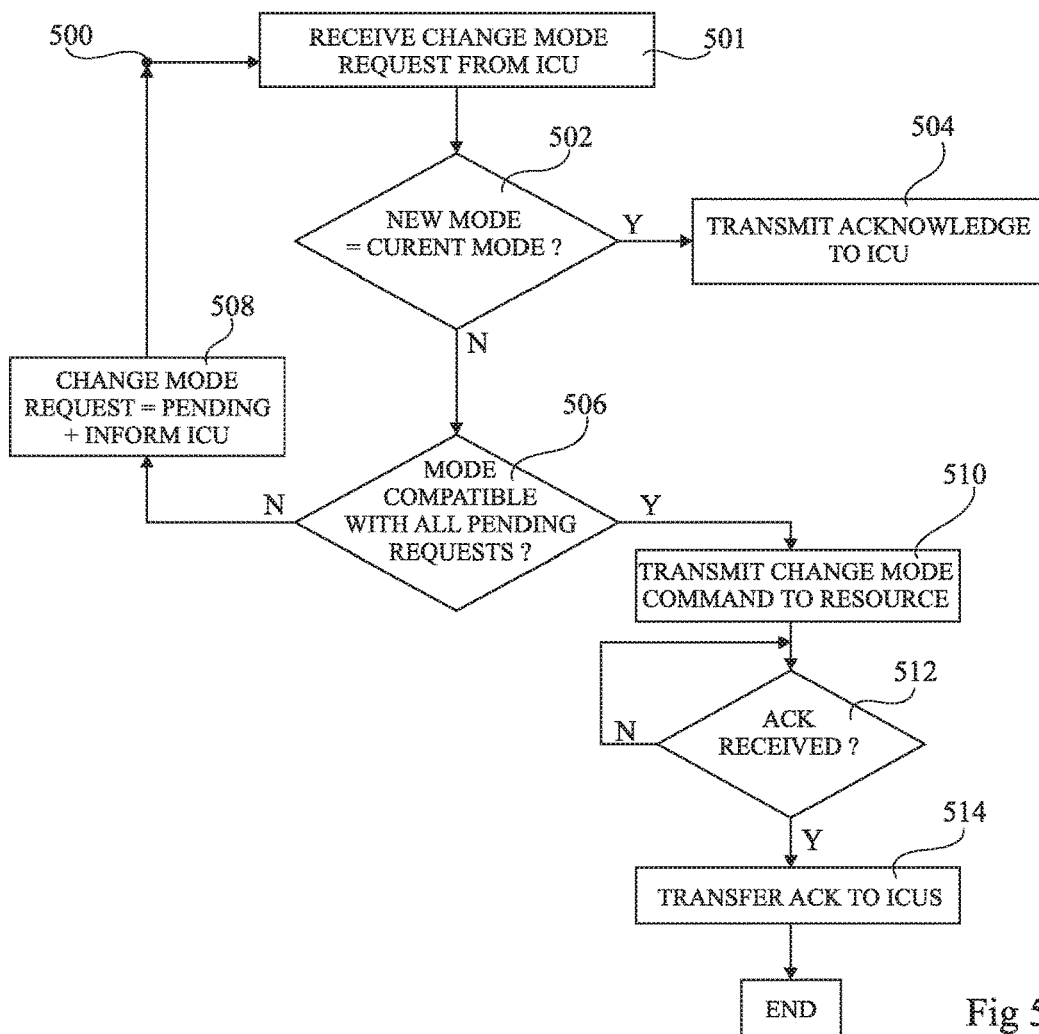 500
RECEIVE CHANGE MODE
REQUEST FROM ICU
501
502
NEW MODE
= CURENT MODE ?
Y
504
TRANSMIT ACKNOWLEDGE
TO ICU
N
508
CHANGE MODE
REQUEST = PENDING
+ INFORM ICU
506
MODE
COMPATIBLE
WITH ALL PENDING
REQUESTS ?
N
Y
510
TRANSMIT CHANGE MODE
COMMAND TO RESOURCE
512
ACK
RECEIVED ?
N
Y
514
TRANSFER ACK TO ICUS
END
Fig 5